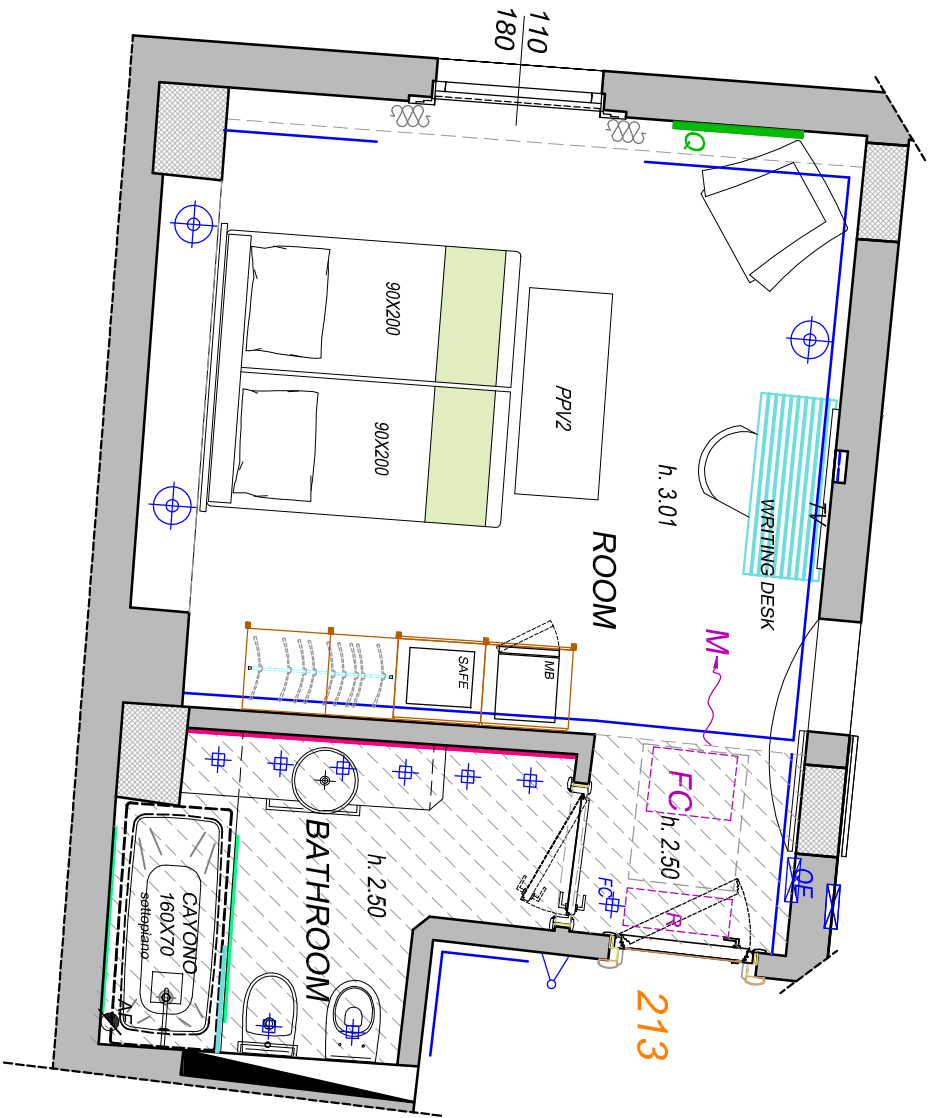 110
180
Q
90X200
90X200
PPV2
h. 3.01
TV
WRITING DESK
ROOM
M
SAFE
MB
FC
h. 2.50
QE
FC
R
BATHROOM
h. 2.50
CAYONO
160X70
sottopiano
AF
213